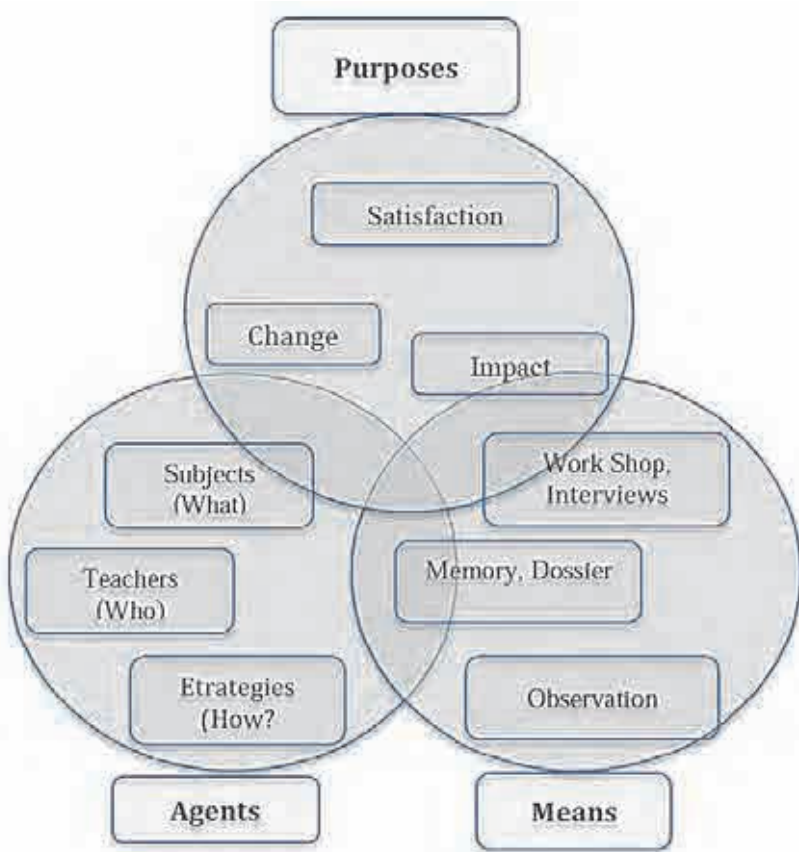 Purposes
Satisfaction
Change
Impact
Subjects
(What)
Work Shop,
Interviews
Teachers
(Who)
Memory, Dossier
Etrategies
(How?
Observation
Agents
Means